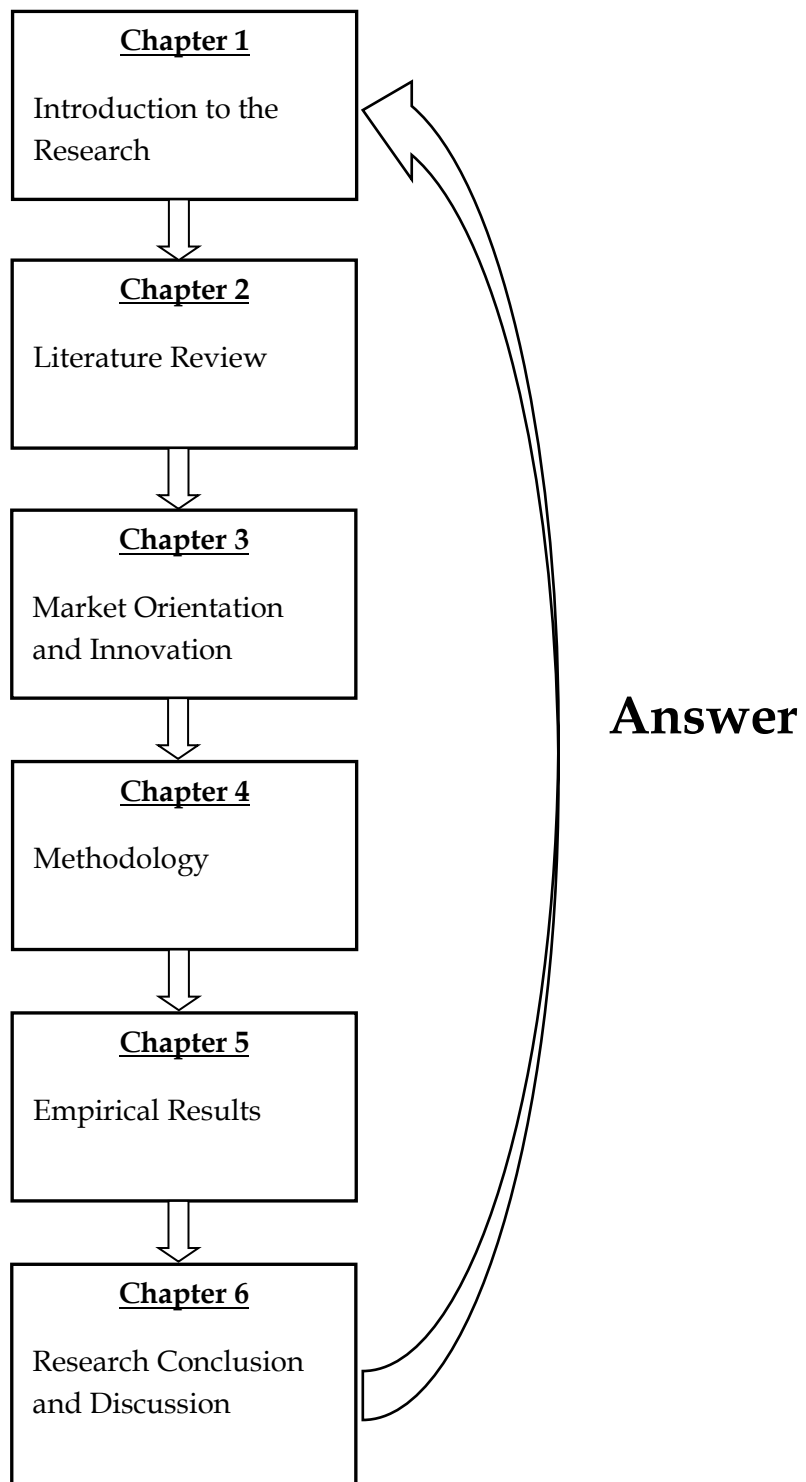 Chapter 1
Introduction to the
Research
Chapter 2
Literature Review
Chapter 3
Market Orientation
and Innovation
Answer
Chapter 4
Methodology
Chapter 5
Empirical Results
Chapter 6
Research Conclusion
and Discussion